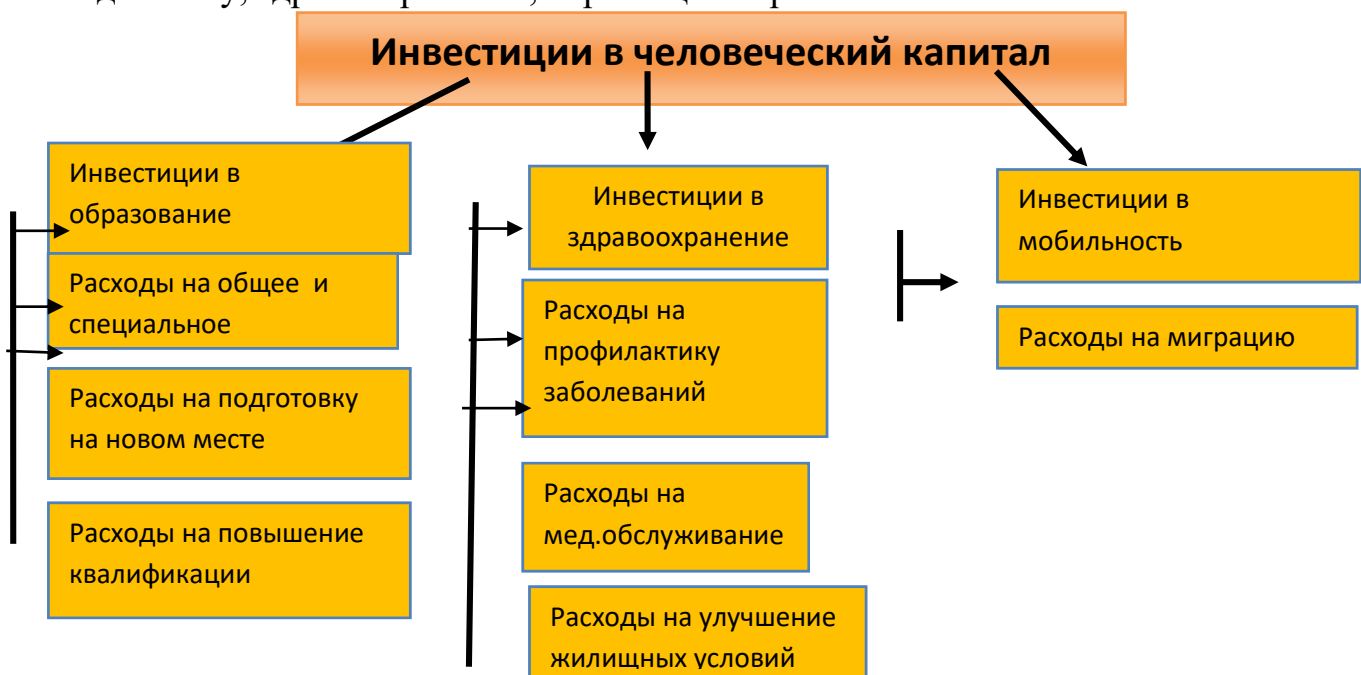 Инвестиции в человеческий капитал
Инвестиции в
образование
Расходы на общее и
специальное
Расходы на подготовку
на новом месте
Расходы на повышение
квалификации
Инвестиции в
здравоохранение
Расходы на
профилактику
заболеваний
Расходы на
мед.обслуживание
Расходы на улучшение
жилищных условий
Инвестиции в
мобильность
Расходы на миграцию